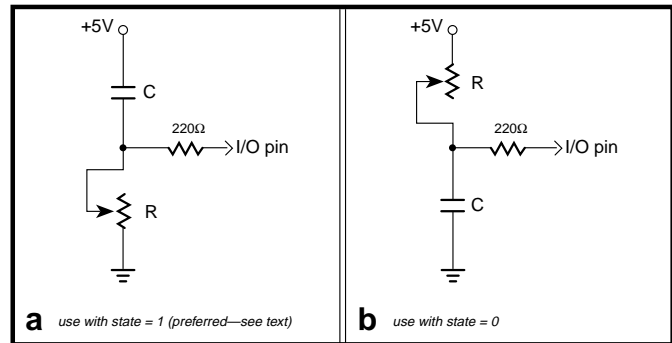 +5V
C
220Ω
I/O pin
R
a use with state = 1 (preferred—see text)
+5V
R
220Ω
I/O pin
C
b use with state = 0